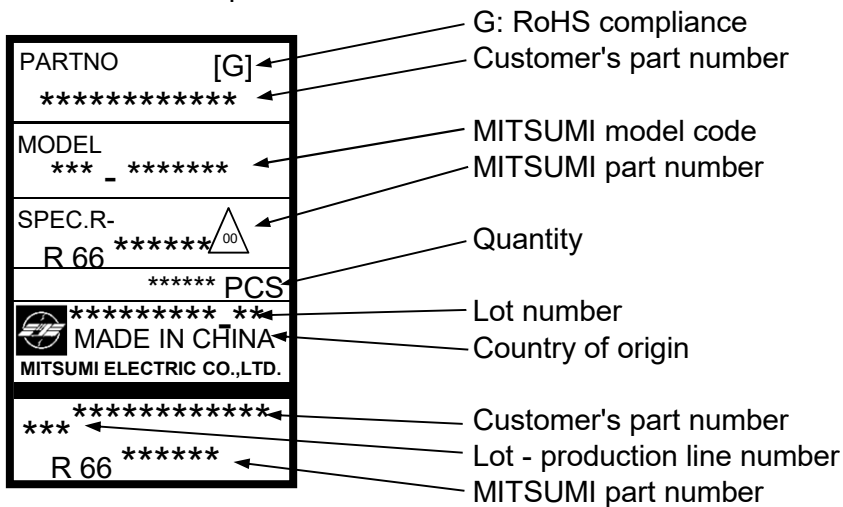 G: RoHS compliance
PARTNO [G]
Customer's part number
************
MODEL
MITSUMI model code
*** - *******
MITSUMI part number
SPEC.R-
R 66 ****** 00
Quantity
****** PCS
*********-**
Lot number
MADE IN CHINA
Country of origin
MITSUMI ELECTRIC CO.,LTD.
************
Customer's part number
***
Lot - production line number
R 66 ******
MITSUMI part number